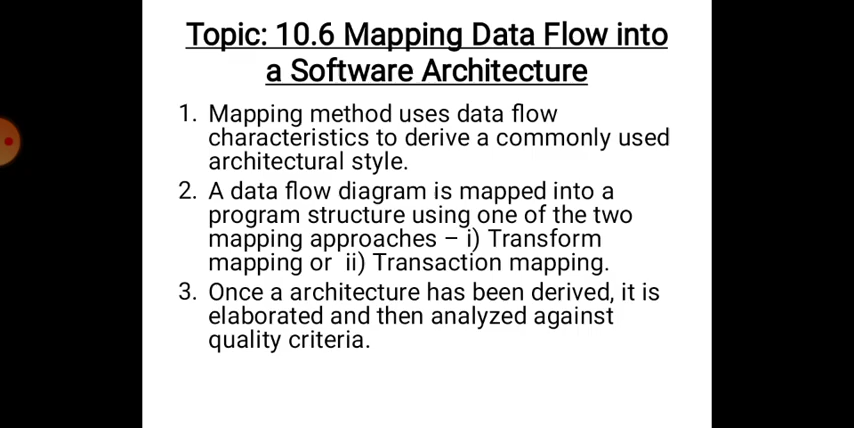 Topic: 10.6 Mapping Data Flow into
a Software Architecture
1. Mapping method uses data flow
characteristics to derive a commonly used
architectural style.
2. A data flow diagram is mapped into a
program structure using one of the two
mapping approaches – i) Transform
mapping or ii) Transaction mapping.
3. Once a architecture has been derived, it is
elaborated and then analyzed against
quality criteria.